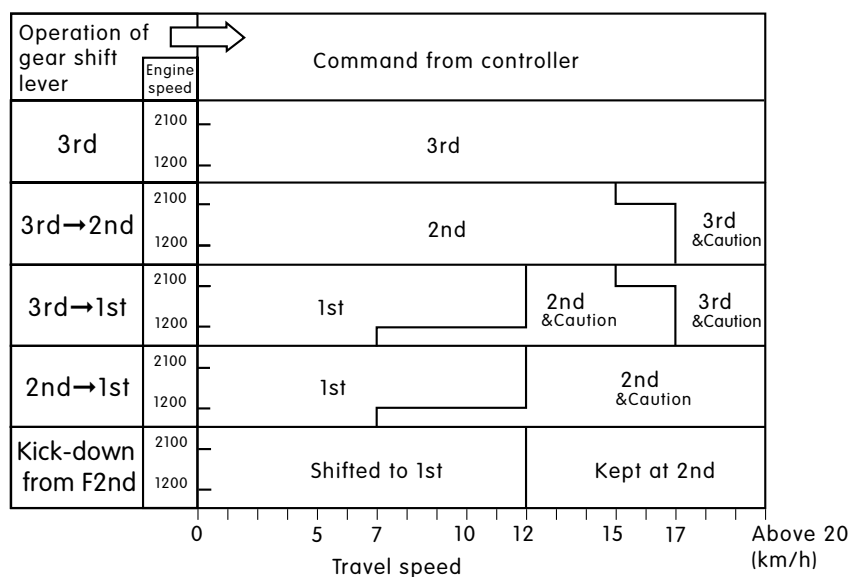 Operation of
gear shift
lever
Engine
speed
Command from controller
3rd
2100
1200
3rd
3rd→2nd
2100
1200
2nd
3rd
&Caution
3rd→1st
2100
1200
1st
2nd
&Caution
3rd
&Caution
2nd→1st
2100
1200
1st
2nd
&Caution
Kick-down
from F2nd
2100
1200
Shifted to 1st
Kept at 2nd
0 5 7 10 12 15 17 Above 20
(km/h)
Travel speed